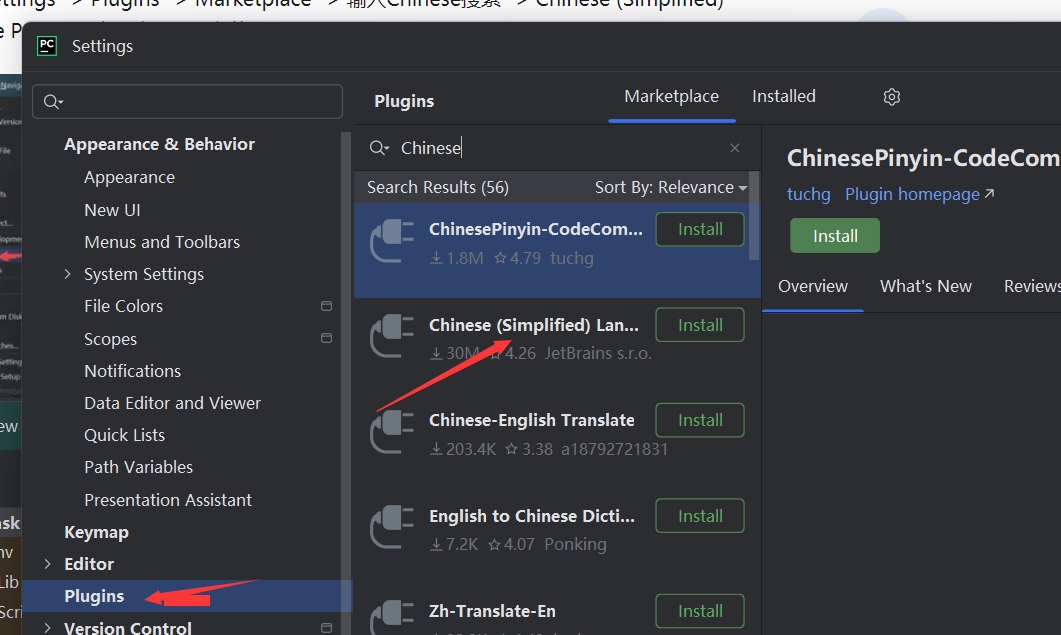 ettings -> Plugins -> Marketplace -> 输入Chinese搜索 -> Chinese (Simplified)
e P
PC Settings
Plugins
Marketplace
Installed
Chinese
Search Results (56)
Sort By: Relevance
Appearance & Behavior
Appearance
New UI
Menus and Toolbars
System Settings
File Colors
Scopes
Notifications
Data Editor and Viewer
Quick Lists
Path Variables
Presentation Assistant
Keymap
Editor
Plugins
Version Control
ChinesePinyin-CodeCom...
Install
1.8M 4.79 tuchg
Chinese (Simplified) Lan...
Install
30M 4.26 JetBrains s.r.o.
Chinese-English Translate
Install
203.4K 3.38 a18792721831
English to Chinese Dicti...
Install
7.2K 4.07 Ponking
Zh-Translate-En
Install
ChinesePinyin-CodeCom
tuchg Plugin homepage ↗
Install
Overview
What's New
Reviews